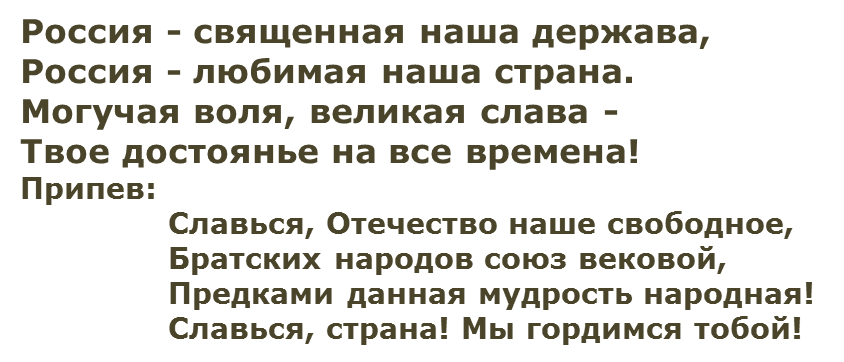 Россия - священная наша держава,
Россия - любимая наша страна.
Могучая воля, великая слава -
Твое достоянье на все времена!
Припев:
Славься, Отечество наше свободное,
Братских народов союз вековой,
Предками данная мудрость народная!
Славься, страна! Мы гордимся тобой!